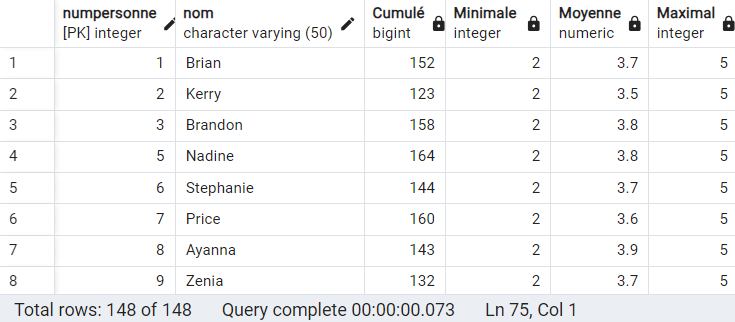 numpersonne nom Cumulé Minimale Moyenne Maximal
[PK] integer character varying (50) bigint integer numeric integer
1 1 Brian 152 2 3.7 5
2 2 Kerry 123 2 3.5 5
3 3 Brandon 158 2 3.8 5
4 5 Nadine 164 2 3.8 5
5 6 Stephanie 144 2 3.7 5
6 7 Price 160 2 3.6 5
7 8 Ayanna 143 2 3.9 5
8 9 Zenia 132 2 3.7 5
Total rows: 148 of 148 Query complete 00:00:00.073 Ln 75, Col 1